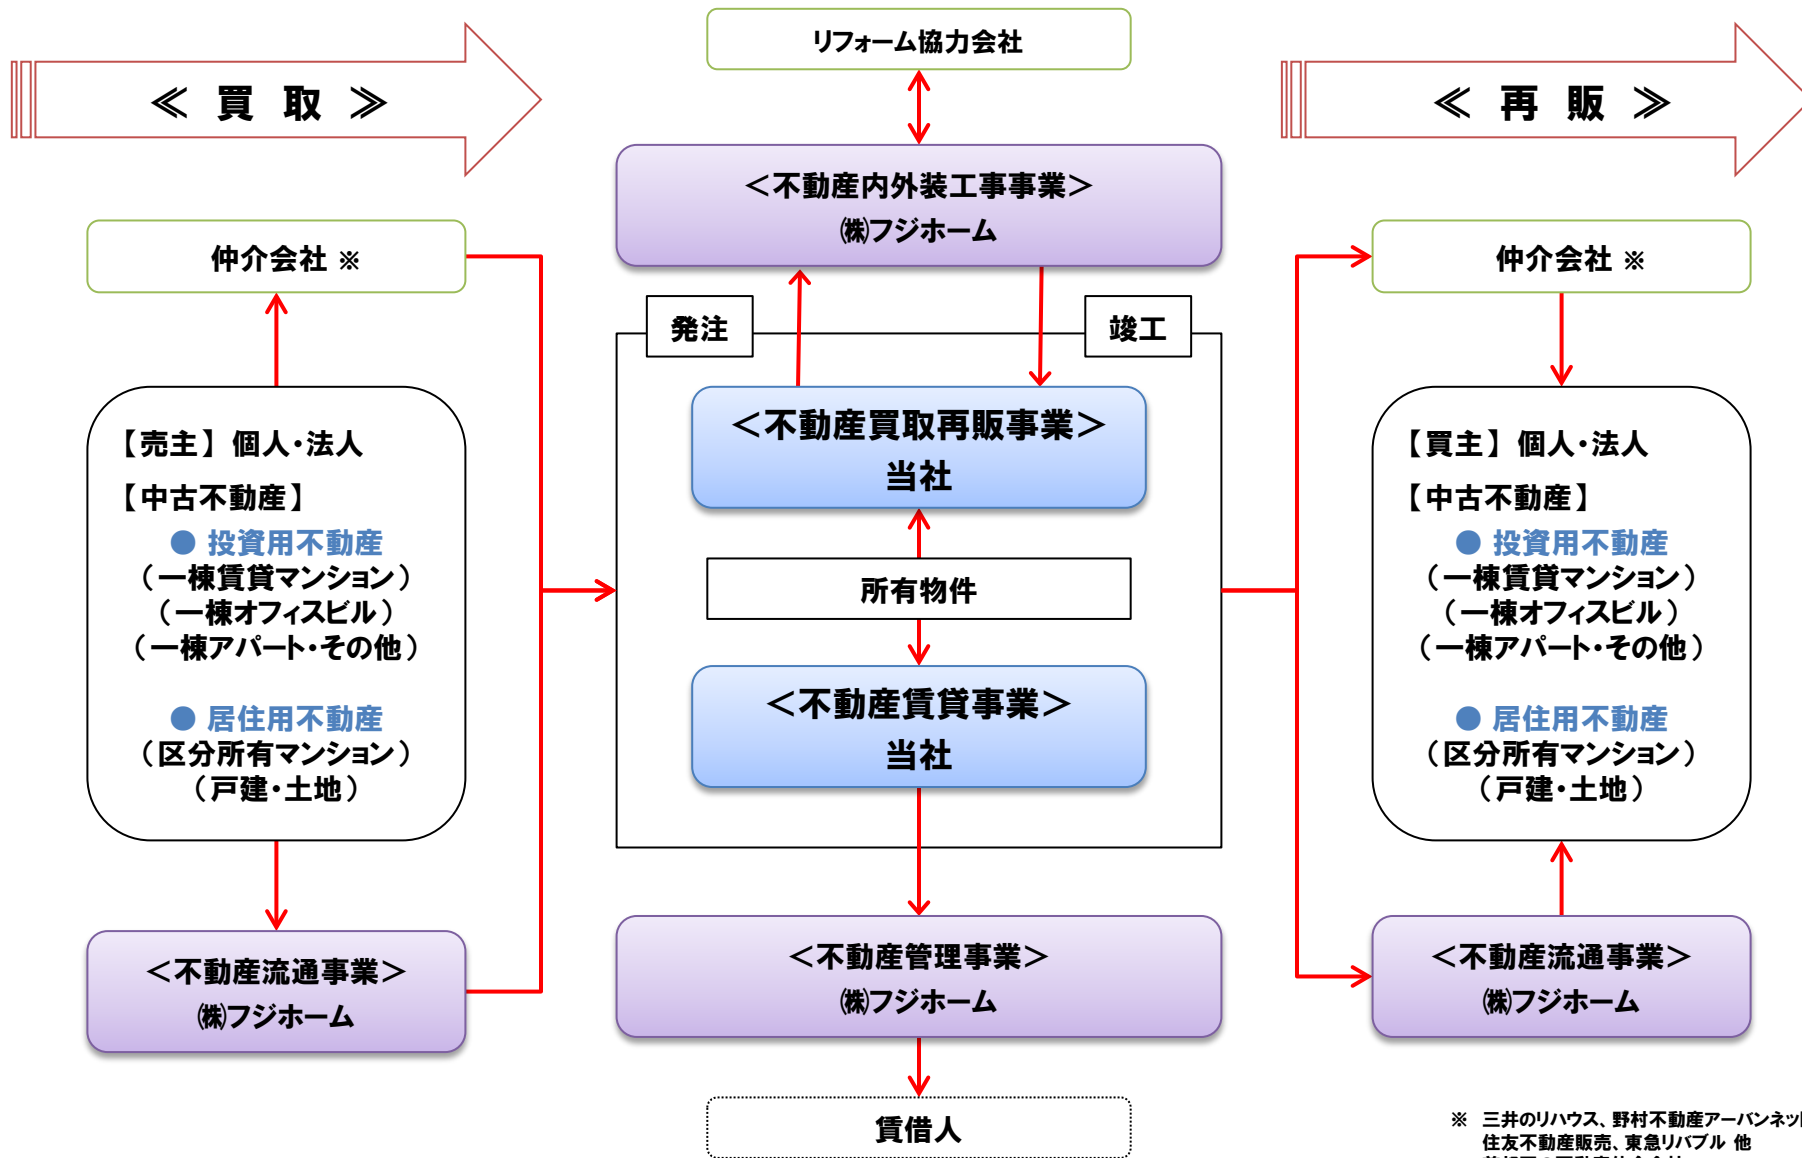 ≪ 買 取 ≫
リフォーム協力会社
≪ 再 販 ≫
＜不動産内外装工事事業＞
㈱フジホーム
仲介会社 ※
仲介会社 ※
発注
竣工
【売主】個人・法人
【中古不動産】
● 投資用不動産
（一棟賃貸マンション）
（一棟オフィスビル）
（一棟アパート・その他）
● 居住用不動産
（区分所有マンション）
（戸建・土地）
＜不動産買取再販事業＞
当社
所有物件
＜不動産賃貸事業＞
当社
【買主】個人・法人
【中古不動産】
● 投資用不動産
（一棟賃貸マンション）
（一棟オフィスビル）
（一棟アパート・その他）
● 居住用不動産
（区分所有マンション）
（戸建・土地）
＜不動産流通事業＞
㈱フジホーム
＜不動産管理事業＞
㈱フジホーム
＜不動産流通事業＞
㈱フジホーム
賃借人
※ 三井のリハウス、野村不動産アーバンネット
住友不動産販売、東急リバブル 他